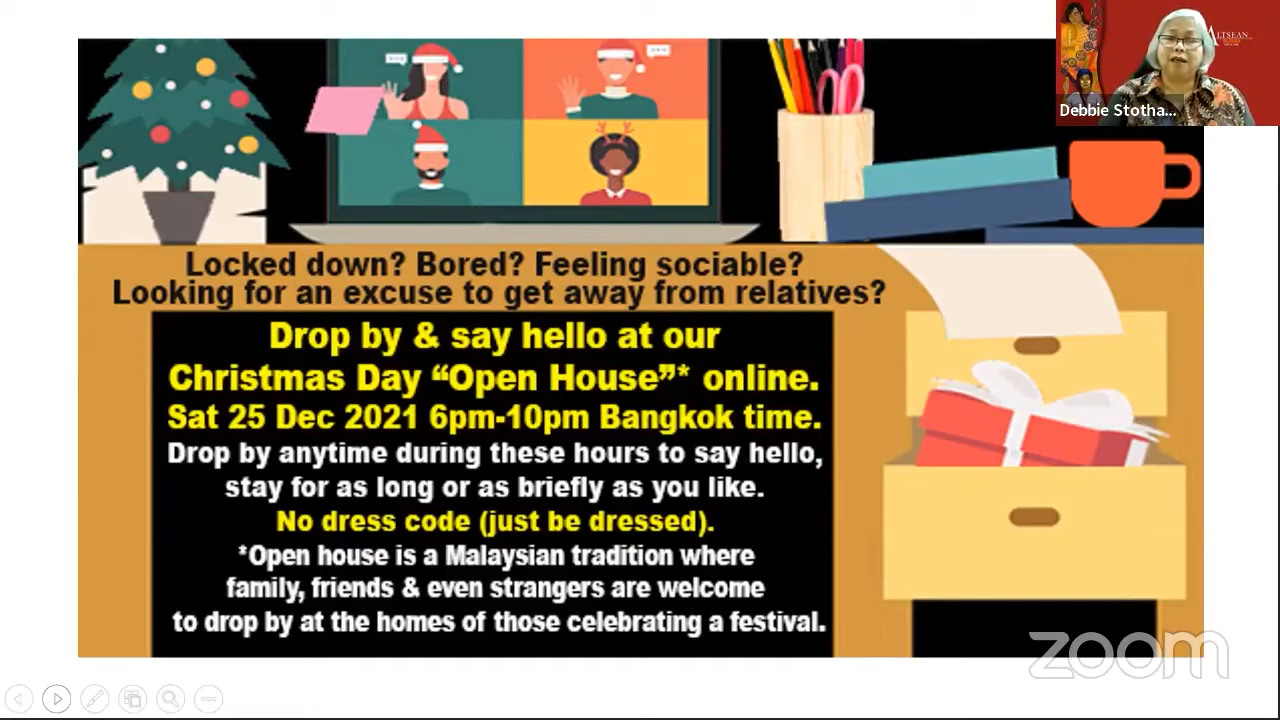 ALTSEAN
Debbie Stotha...
Locked down? Bored? Feeling sociable?
Looking for an excuse to get away from relatives?
Drop by & say hello at our
Christmas Day “Open House”* online.
Sat 25 Dec 2021 6pm-10pm Bangkok time.
Drop by anytime during these hours to say hello,
stay for as long or as briefly as you like.
No dress code (just be dressed).
*Open house is a Malaysian tradition where
family, friends & even strangers are welcome
to drop by at the homes of those celebrating a festival.
zoom